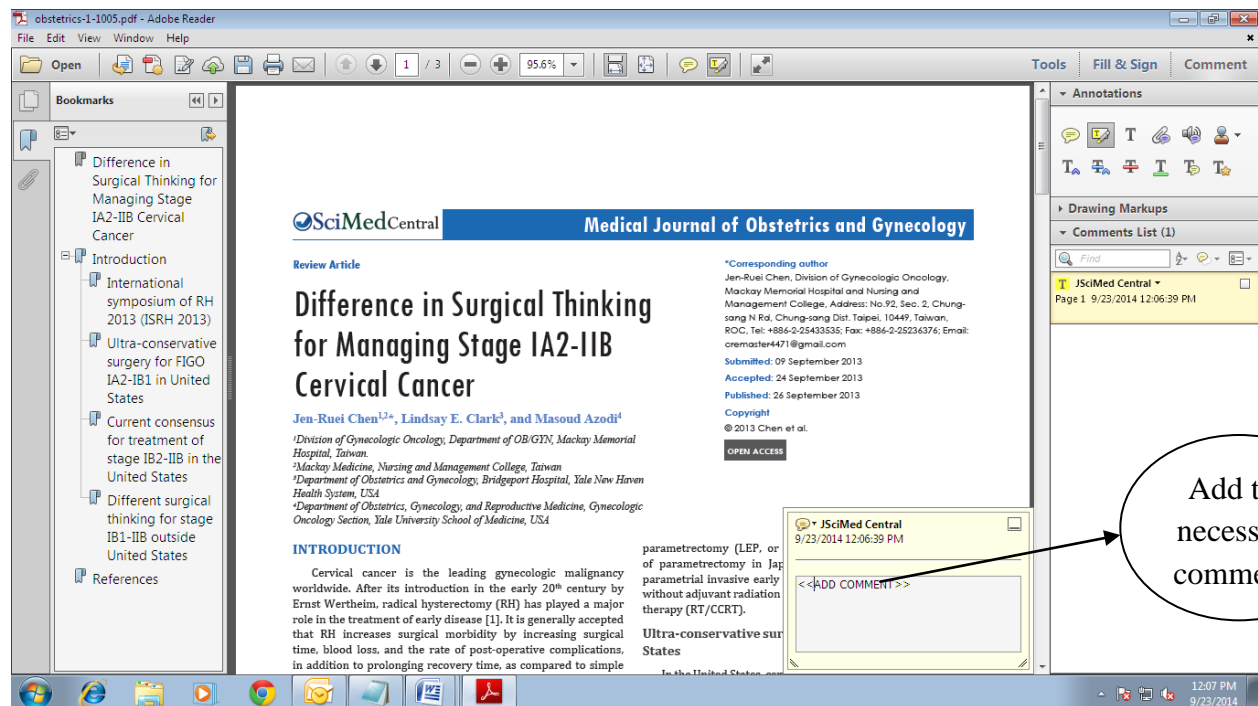 obstetrics-1-1005.pdf - Adobe Reader
File Edit View Window Help
Open 1 / 3 95.6% Tools Fill & Sign Comment
Bookmarks
Difference in
Surgical Thinking for
Managing Stage
IA2-IIB Cervical
Cancer
Introduction
International
symposium of RH
2013 (ISRH 2013)
Ultra-conservative
surgery for FIGO
IA2-IB1 in United
States
Current consensus
for treatment of
stage IB2-IIB in the
United States
Different surgical
thinking for stage
IB1-IIB outside
United States
References
SciMedCentral
Medical Journal of Obstetrics and Gynecology
Review Article
Difference in Surgical Thinking
for Managing Stage IA2-IIB
Cervical Cancer
Jen-Ruei Chen1,2*, Lindsay E. Clark3, and Masoud Azodi4
1Division of Gynecologic Oncology, Department of OB/GYN, Mackay Memorial
Hospital, Taiwan.
2Mackay Medicine, Nursing and Management College, Taiwan
3Department of Obstetrics and Gynecology, Bridgeport Hospital, Yale New Haven
Health System, USA
4Department of Obstetrics, Gynecology, and Reproductive Medicine, Gynecologic
Oncology Section, Yale University School of Medicine, USA
*Corresponding author
Jen-Ruei Chen, Division of Gynecologic Oncology,
Mackay Memorial Hospital and Nursing and
Management College, Address: No.92, Sec. 2, Chung-
sang N Rd, Chung-sang Dist. Taipei, 10449, Taiwan,
ROC, Tel: +886-2-25433535; Fax: +886-2-25236376; Email:
cremaster4471@gmail.com
Submitted: 09 September 2013
Accepted: 24 September 2013
Published: 26 September 2013
Copyright
© 2013 Chen et al.
OPEN ACCESS
INTRODUCTION
Cervical cancer is the leading gynecologic malignancy
worldwide. After its introduction in the early 20th century by
Ernst Wertheim, radical hysterectomy (RH) has played a major
role in the treatment of early disease [1]. It is generally accepted
that RH increases surgical morbidity by increasing surgical
time, blood loss, and the rate of post-operative complications,
in addition to prolonging recovery time, as compared to simple
parametrectomy (LEP, or
of parametrectomy in Jap
parametrial invasive early
without adjuvant radiation
therapy (RT/CCRT).
Ultra-conservative sur
States
In the United States,
JSciMed Central
9/23/2014 12:06:39 PM
<<ADD COMMENT>>
Annotations
Drawing Markups
Comments List (1)
Find
JSciMed Central
Page 1 9/23/2014 12:06:39 PM
Add t
necess
comme
12:07 PM
9/23/2014